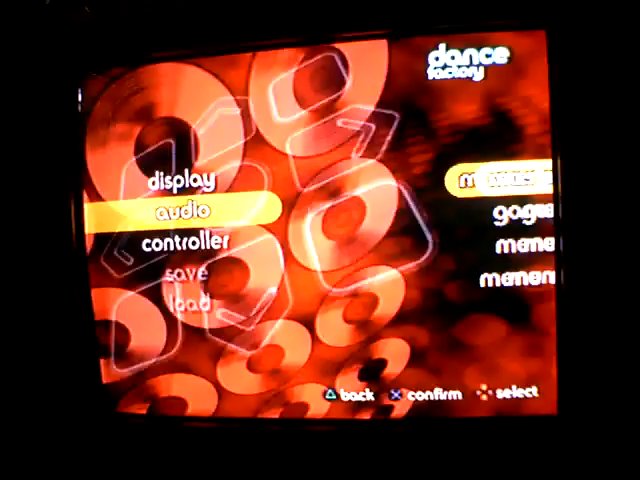 dance
factory
display
audio
controller
save
load
back confirm select